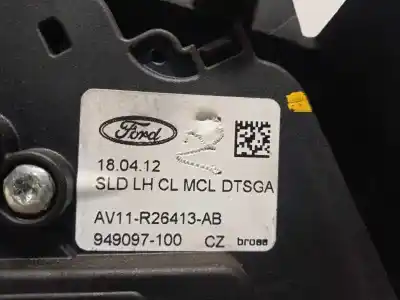 Ford
18.04.12
SLD LH CL MCL DTSGA
AV11-R26413-AB
949097-100 CZ brose